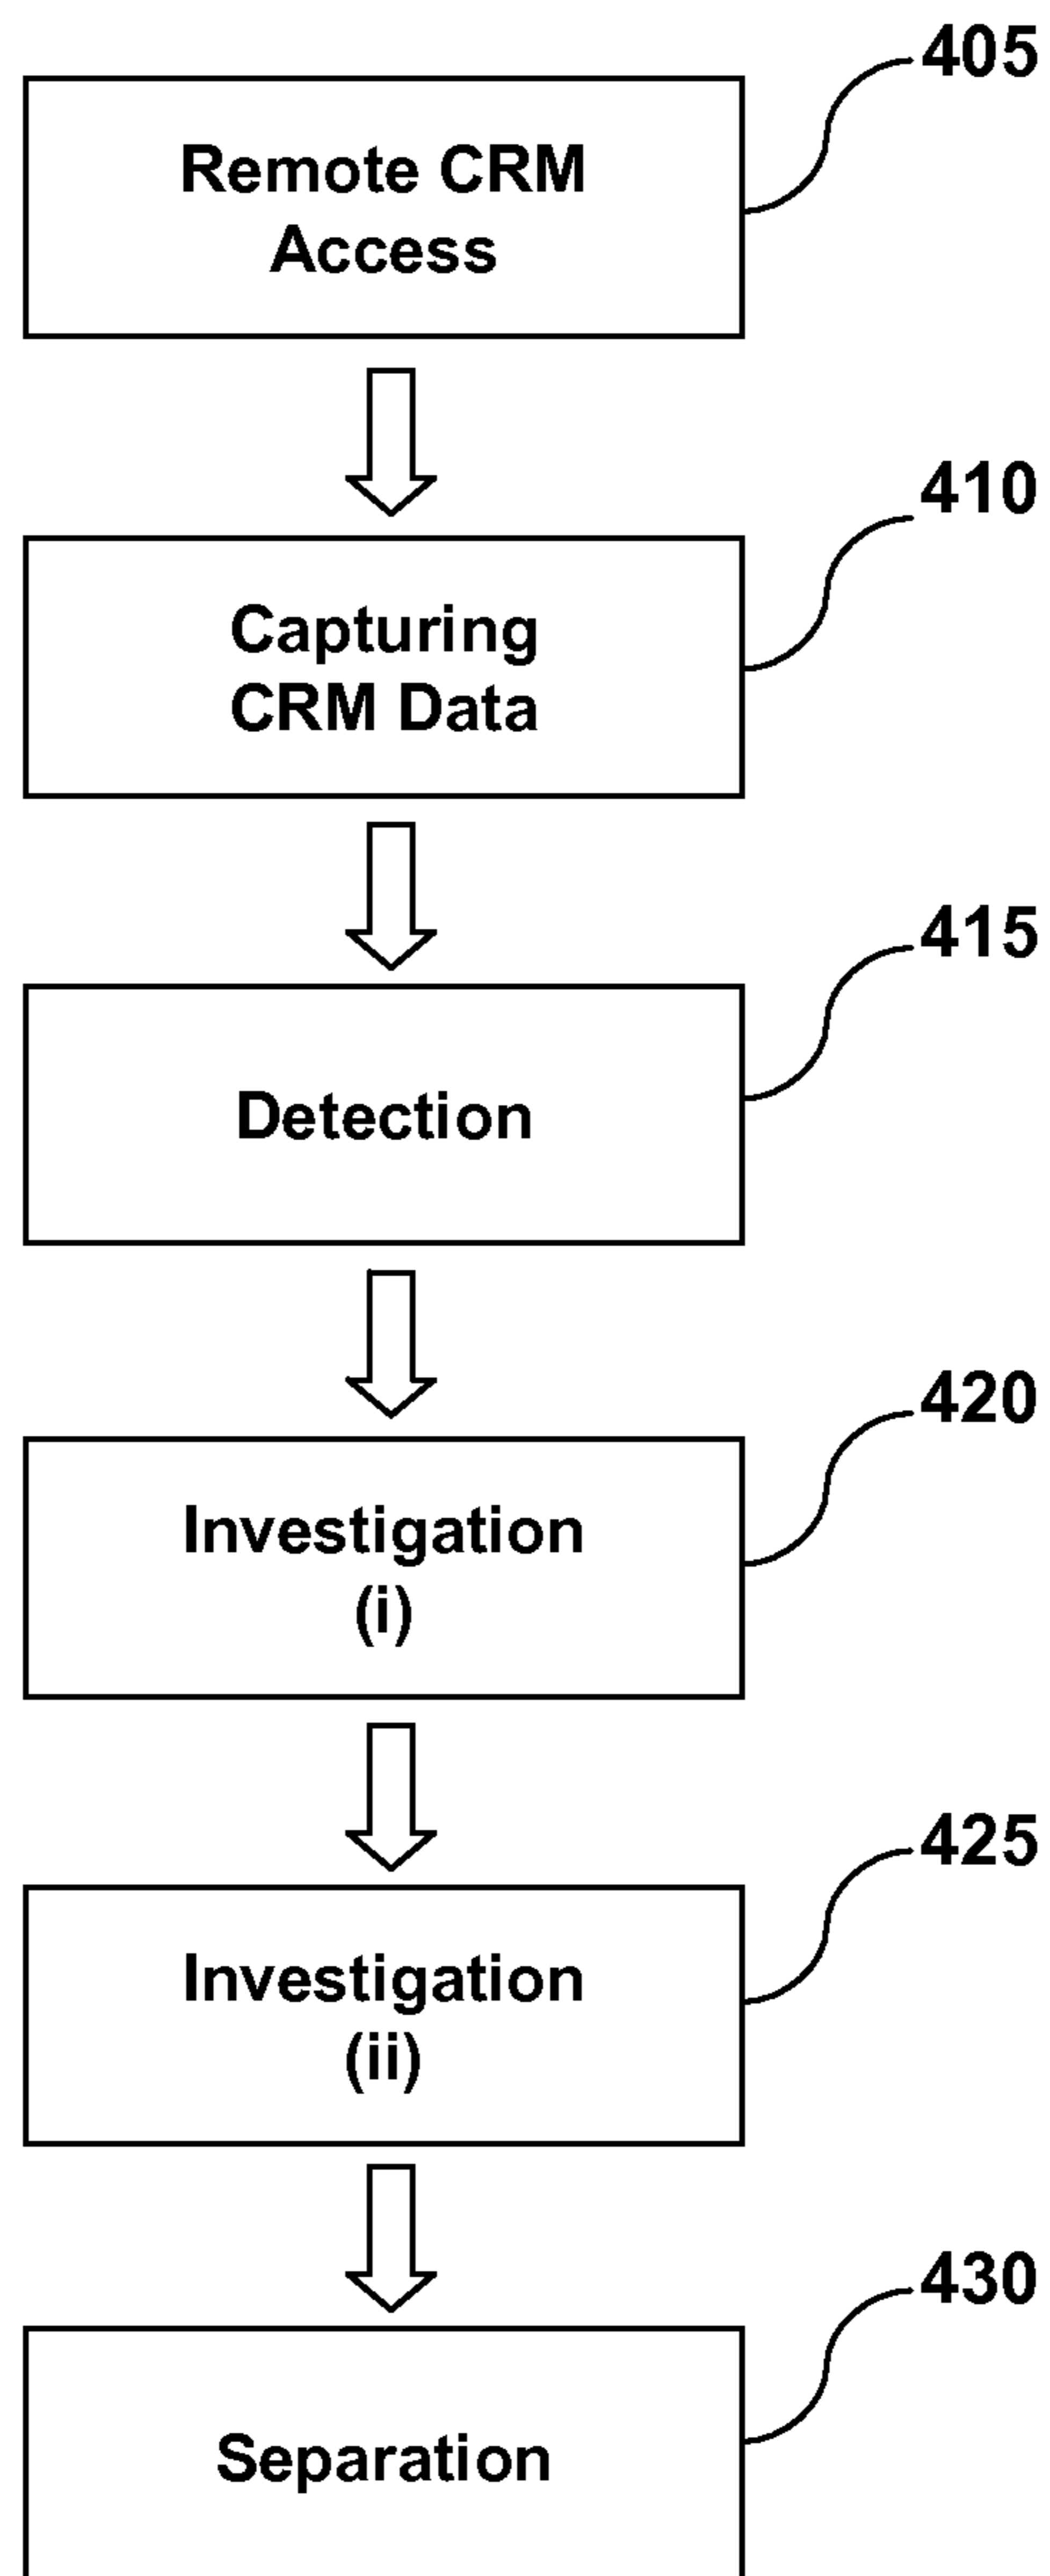 405
Remote CRM
Access
410
Capturing
CRM Data
415
Detection
420
Investigation
(i)
425
Investigation
(ii)
430
Separation